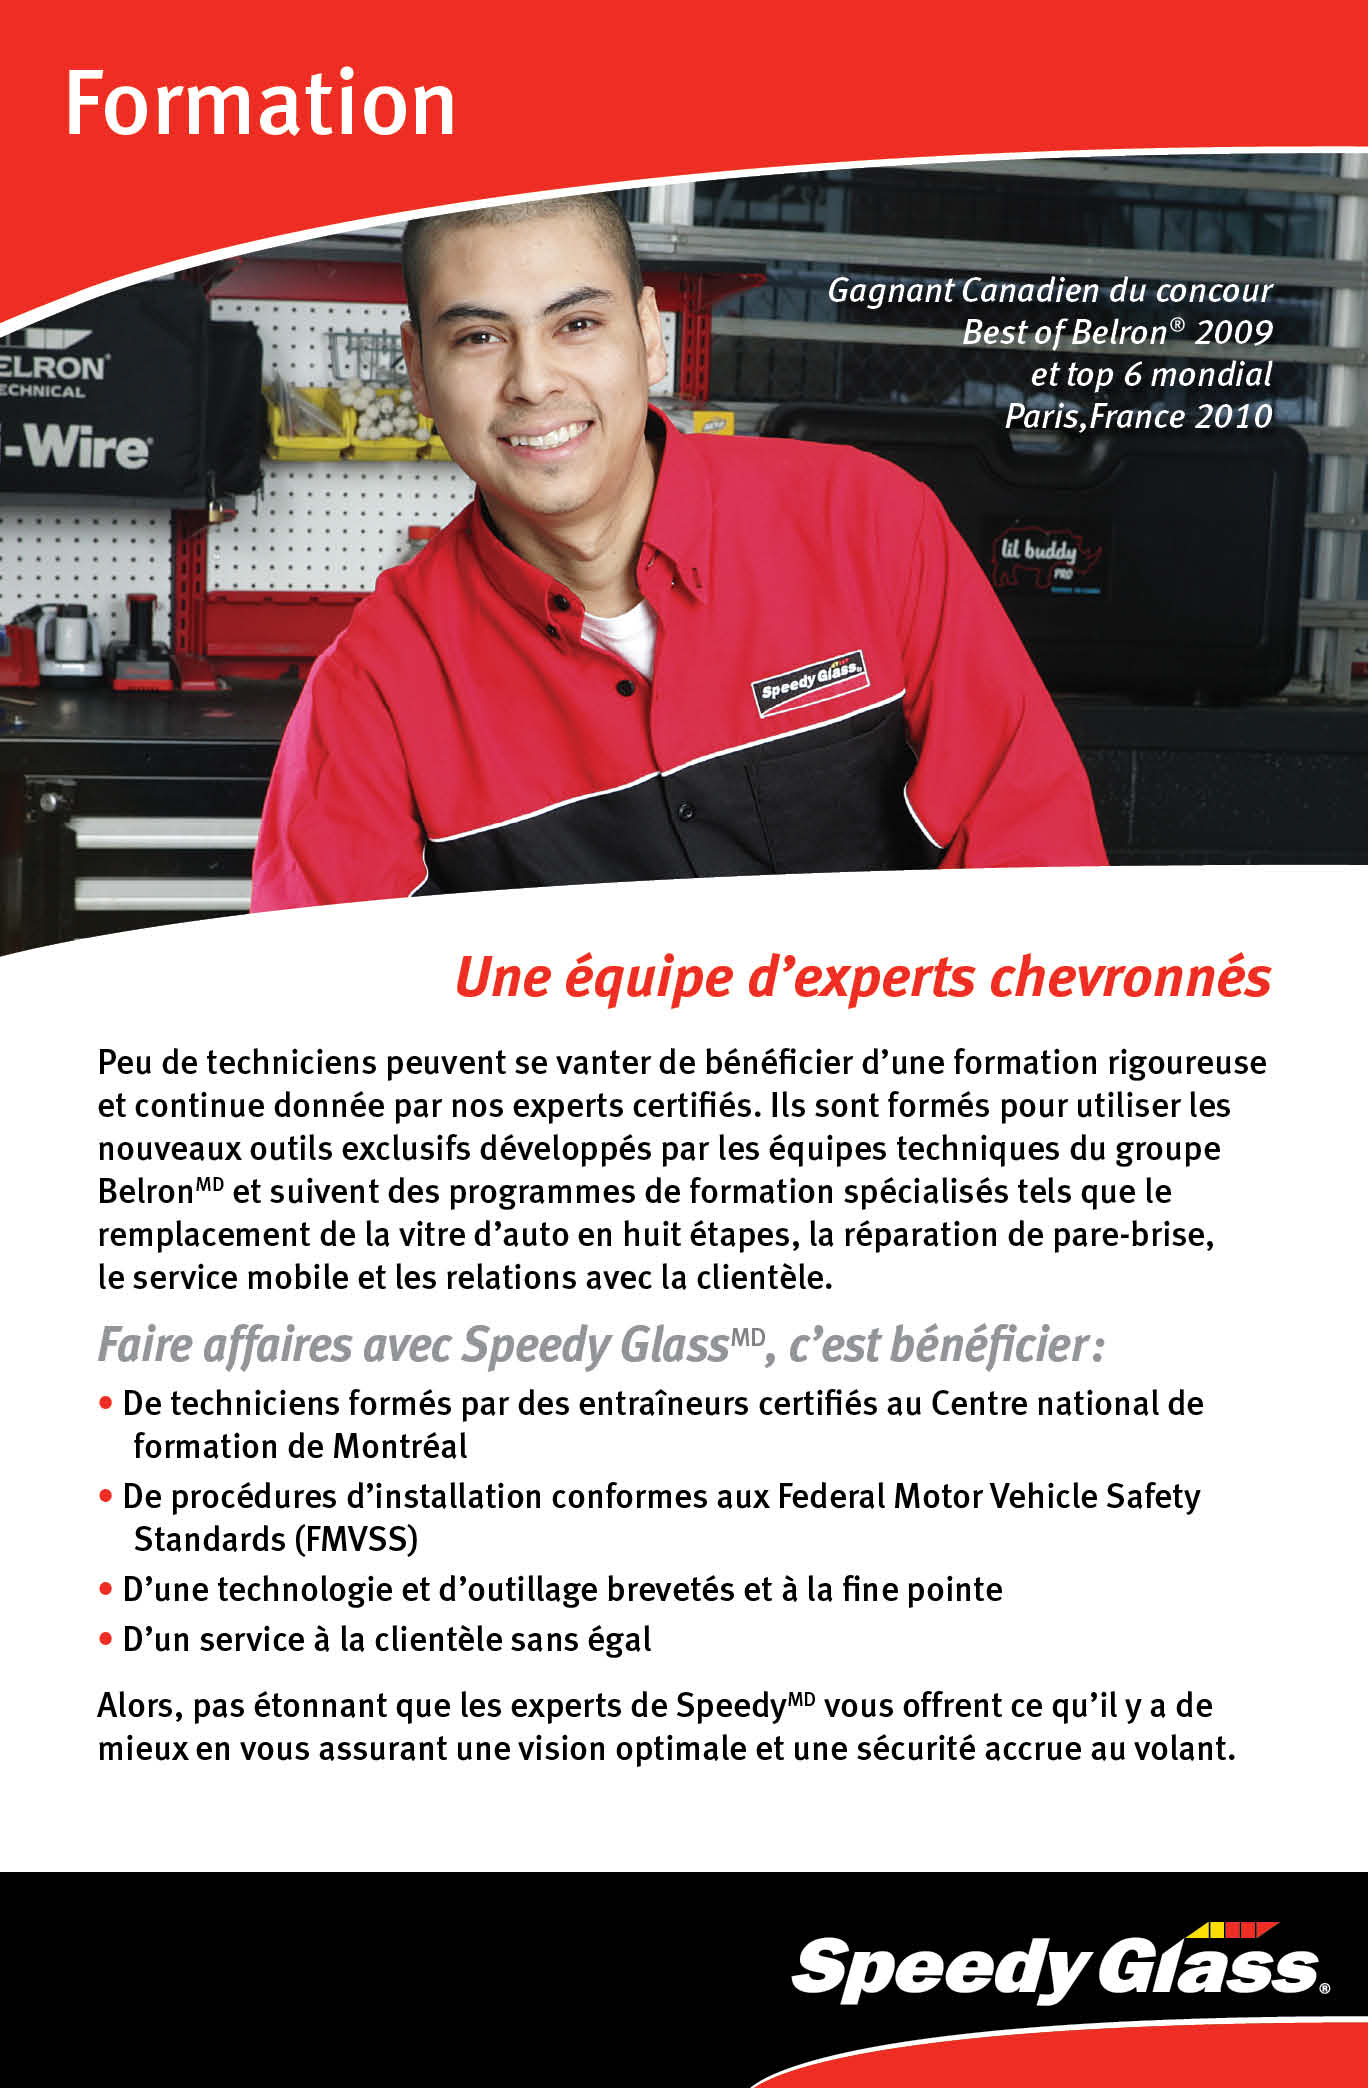 Formation
Gagnant Canadien du concour
Best of Belron® 2009
et top 6 mondial
Paris,France 2010
ELRON®
ECHNICAL
i-Wire
lil buddy
PRO
Speedy Glass®
Une équipe d’experts chevronnés
Peu de techniciens peuvent se vanter de bénéficier d’une formation rigoureuse
et continue donnée par nos experts certifiés. Ils sont formés pour utiliser les
nouveaux outils exclusifs développés par les équipes techniques du groupe
Belron^MD et suivent des programmes de formation spécialisés tels que le
remplacement de la vitre d’auto en huit étapes, la réparation de pare-brise,
le service mobile et les relations avec la clientèle.
Faire affaires avec Speedy Glass^MD, c’est bénéficier :
• De techniciens formés par des entraîneurs certifiés au Centre national de
formation de Montréal
• De procédures d’installation conformes aux Federal Motor Vehicle Safety
Standards (FMVSS)
• D’une technologie et d’outillage brevetés et à la fine pointe
• D’un service à la clientèle sans égal
Alors, pas étonnant que les experts de Speedy^MD vous offrent ce qu’il y a de
mieux en vous assurant une vision optimale et une sécurité accrue au volant.
Speedy Glass®